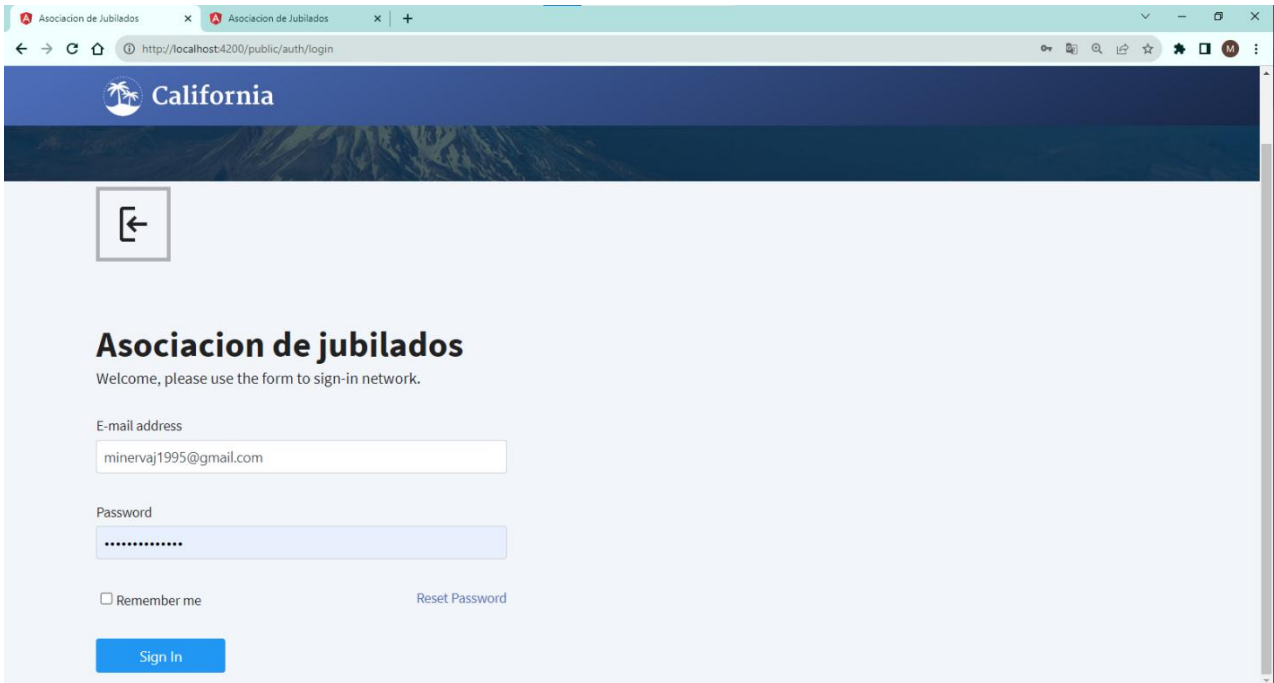 Asociacion de Jubilados
Asociacion de Jubilados
http://localhost:4200/public/auth/login
M
California
Asociacion de jubilados
Welcome, please use the form to sign-in network.
E-mail address
minervaj1995@gmail.com
Password
••••••••••••••
Remember me Reset Password
Sign In